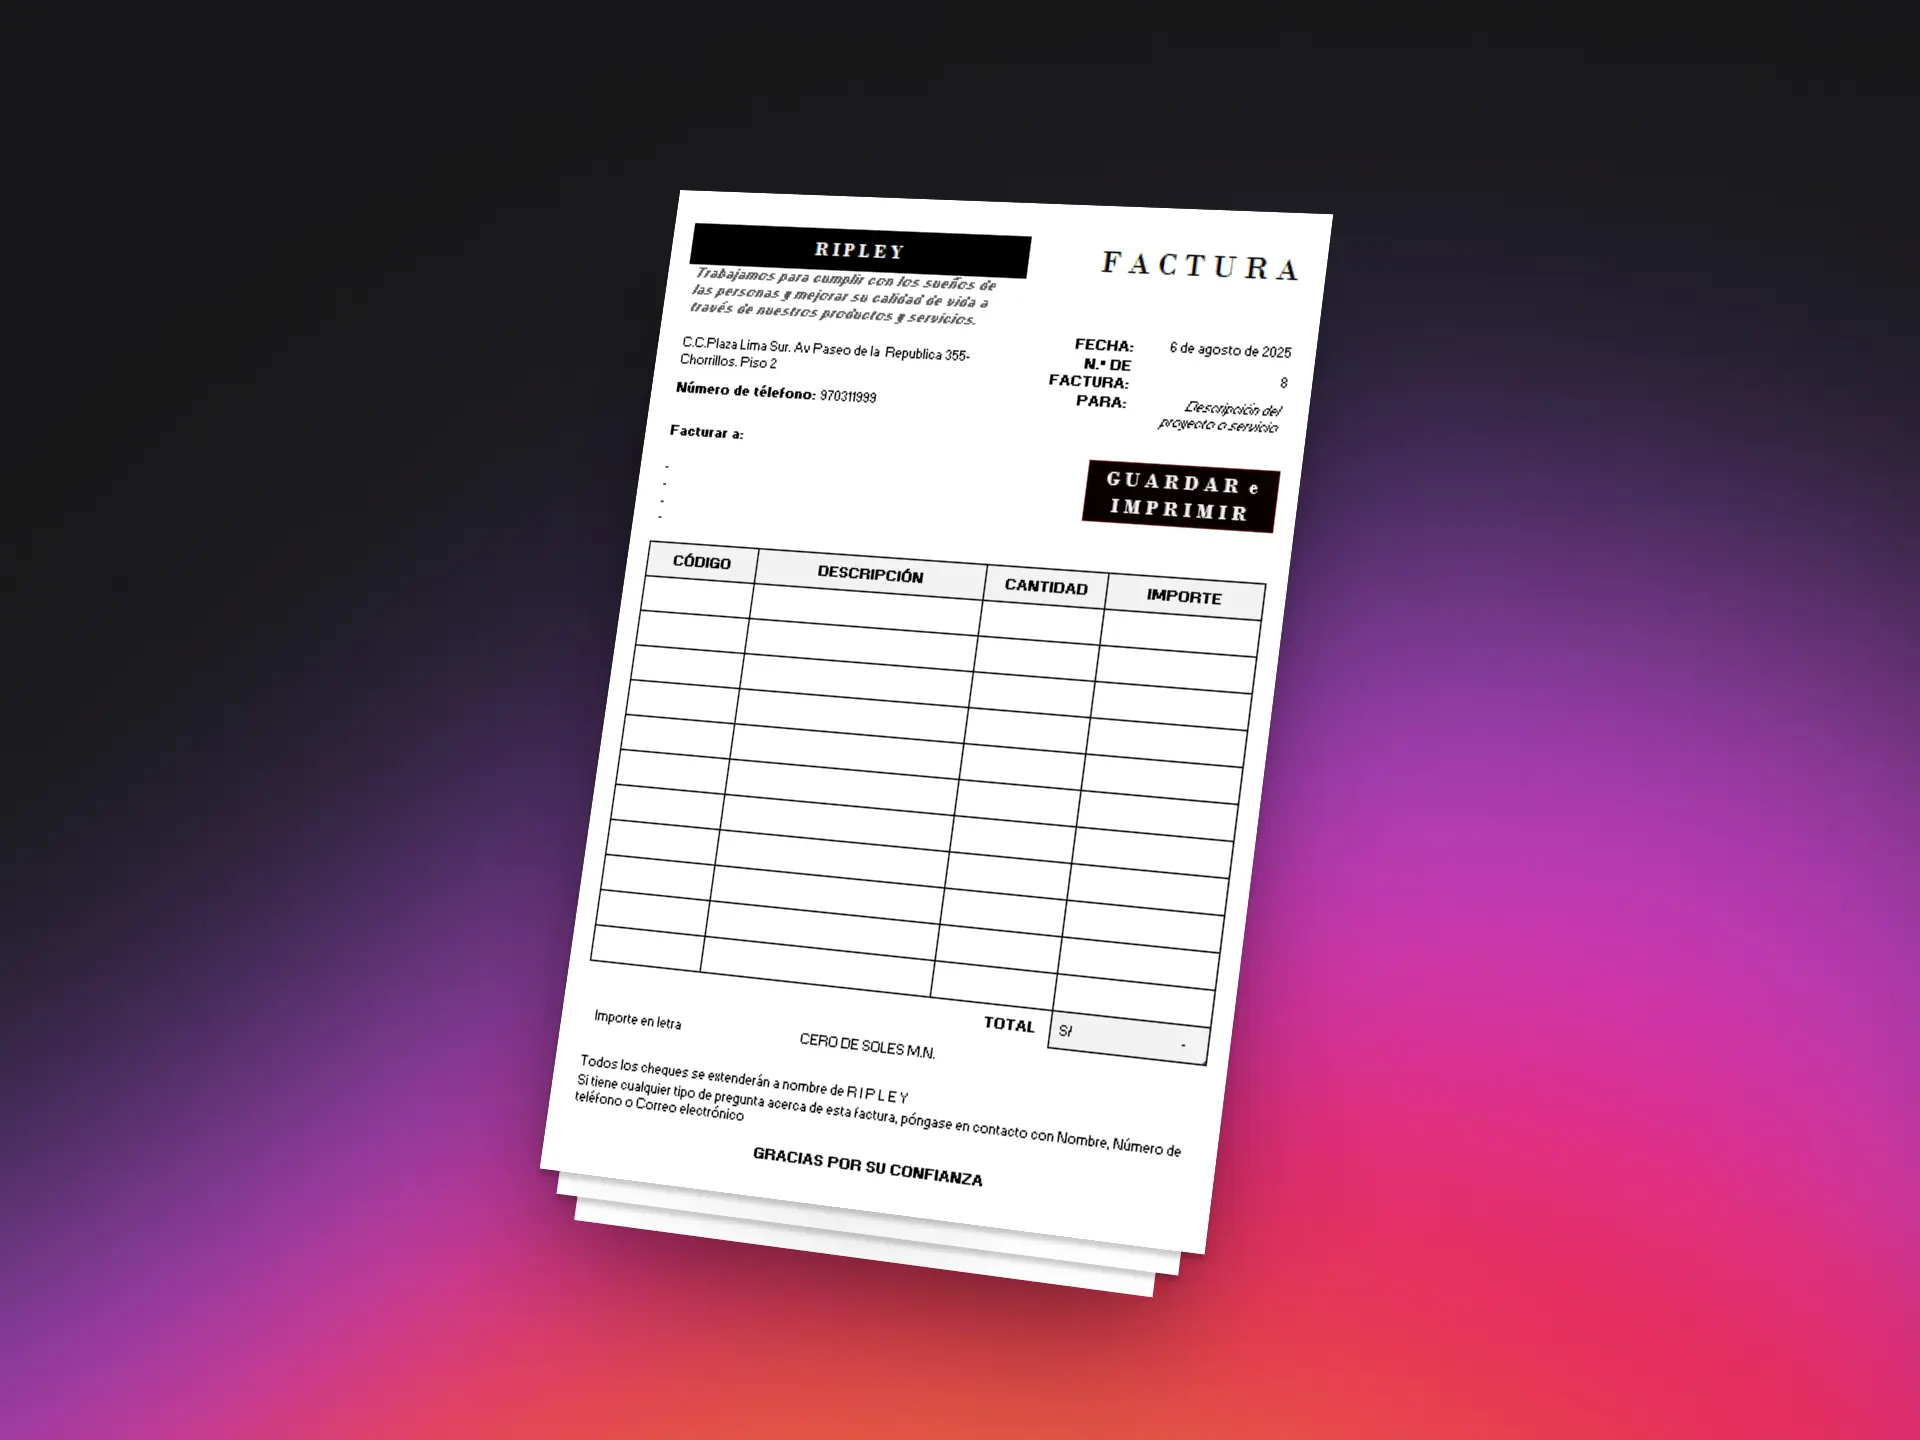 RIPLEY
FACTURA
Trabajamos para cumplir con los sueños de
las personas y mejorar su calidad de vida a
través de nuestros productos y servicios.
C.C.Plaza Lima Sur. Av Paseo de la Republica 355-
Chorrillos. Piso 2
Número de télefono: 970311999
FECHA: 6 de agosto de 2025
N.º DE
FACTURA: 8
PARA: Descripción del
proyecto o servicio
Facturar a:
-
-
-
-
GUARDAR e
IMPRIMIR
CÓDIGO DESCRIPCIÓN CANTIDAD IMPORTE
TOTAL S/ -
Importe en letra
CERO DE SOLES M.N.
Todos los cheques se extenderán a nombre de R I P L E Y
Si tiene cualquier tipo de pregunta acerca de esta factura, póngase en contacto con Nombre, Número de
teléfono o Correo electrónico
GRACIAS POR SU CONFIANZA